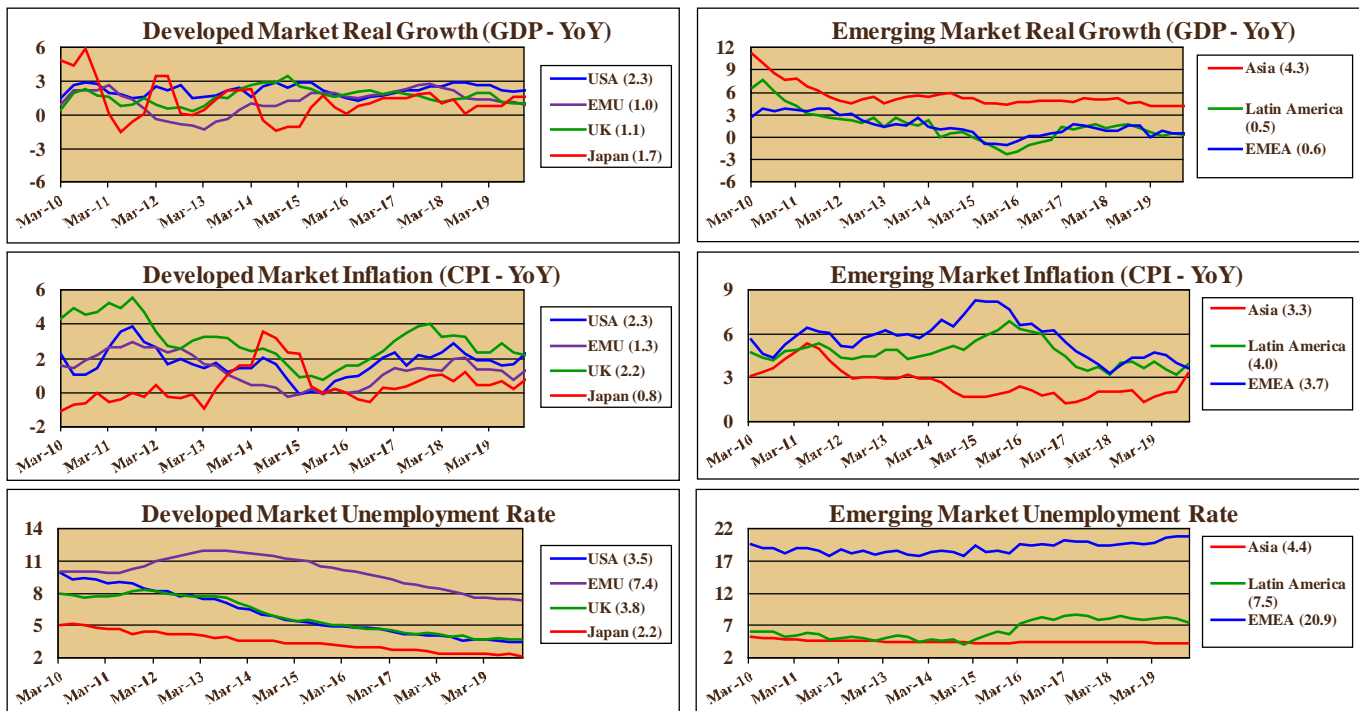 Developed Market Real Growth (GDP - YoY)
6
3
0
-3
-6
Mar-10
Mar-11
Mar-12
Mar-13
Mar-14
Mar-15
Mar-16
Mar-17
Mar-18
Mar-19
USA (2.3)
EMU (1.0)
UK (1.1)
Japan (1.7)
Emerging Market Real Growth (GDP - YoY)
12
9
6
3
0
-3
-6
Mar-10
Mar-11
Mar-12
Mar-13
Mar-14
Mar-15
Mar-16
Mar-17
Mar-18
Mar-19
Asia (4.3)
Latin America
(0.5)
EMEA (0.6)
Developed Market Inflation (CPI - YoY)
6
4
2
0
-2
Mar-10
Mar-11
Mar-12
Mar-13
Mar-14
Mar-15
Mar-16
Mar-17
Mar-18
Mar-19
USA (2.3)
EMU (1.3)
UK (2.2)
Japan (0.8)
Emerging Market Inflation (CPI - YoY)
9
6
3
0
Mar-10
Mar-11
Mar-12
Mar-13
Mar-14
Mar-15
Mar-16
Mar-17
Mar-18
Mar-19
Asia (3.3)
Latin America
(4.0)
EMEA (3.7)
Developed Market Unemployment Rate
14
11
8
5
2
Mar-10
Mar-11
Mar-12
Mar-13
Mar-14
Mar-15
Mar-16
Mar-17
Mar-18
Mar-19
USA (3.5)
EMU (7.4)
UK (3.8)
Japan (2.2)
Emerging Market Unemployment Rate
22
17
12
7
2
Mar-10
Mar-11
Mar-12
Mar-13
Mar-14
Mar-15
Mar-16
Mar-17
Mar-18
Mar-19
Asia (4.4)
Latin America
(7.5)
EMEA (20.9)